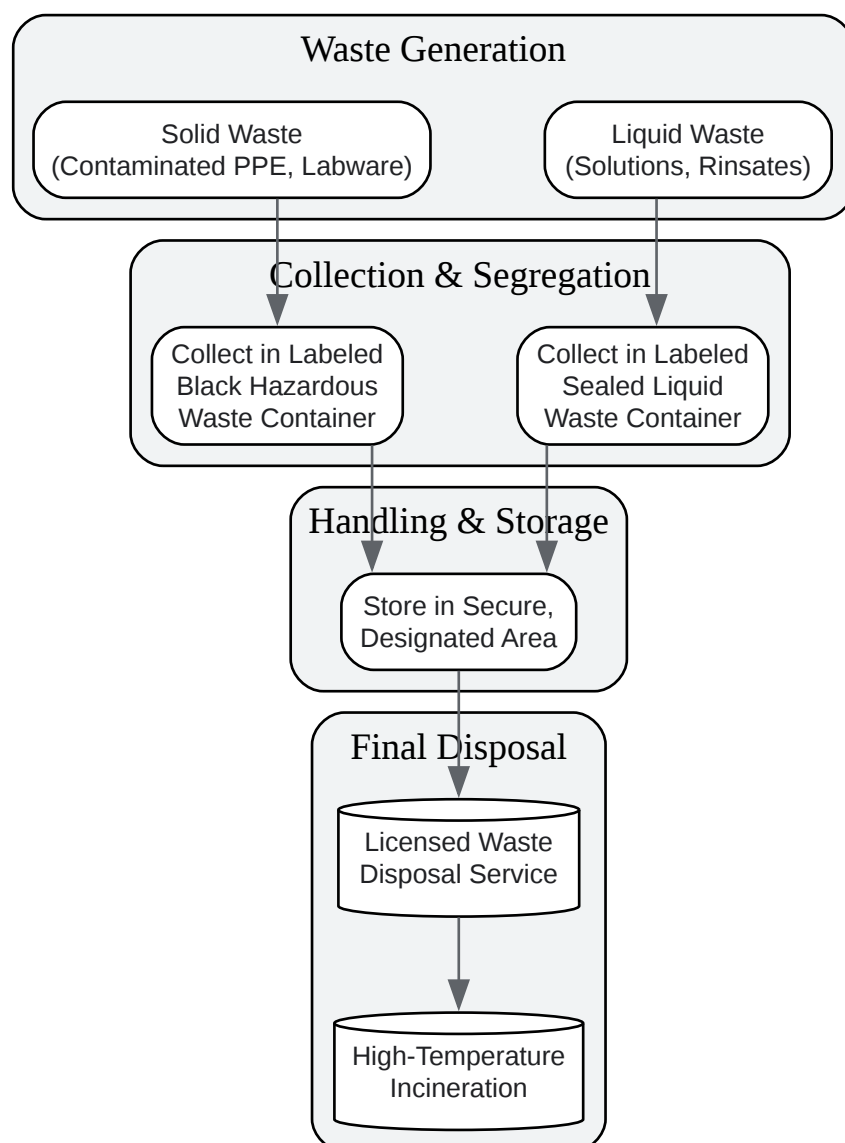 Waste Generation
Solid Waste
(Contaminated PPE, Labware)
Liquid Waste
(Solutions, Rinsates)
Collection & Segregation
Collect in Labeled
Black Hazardous
Waste Container
Collect in Labeled
Sealed Liquid
Waste Container
Handling & Storage
Store in Secure,
Designated Area
Final Disposal
Licensed Waste
Disposal Service
High-Temperature
Incineration